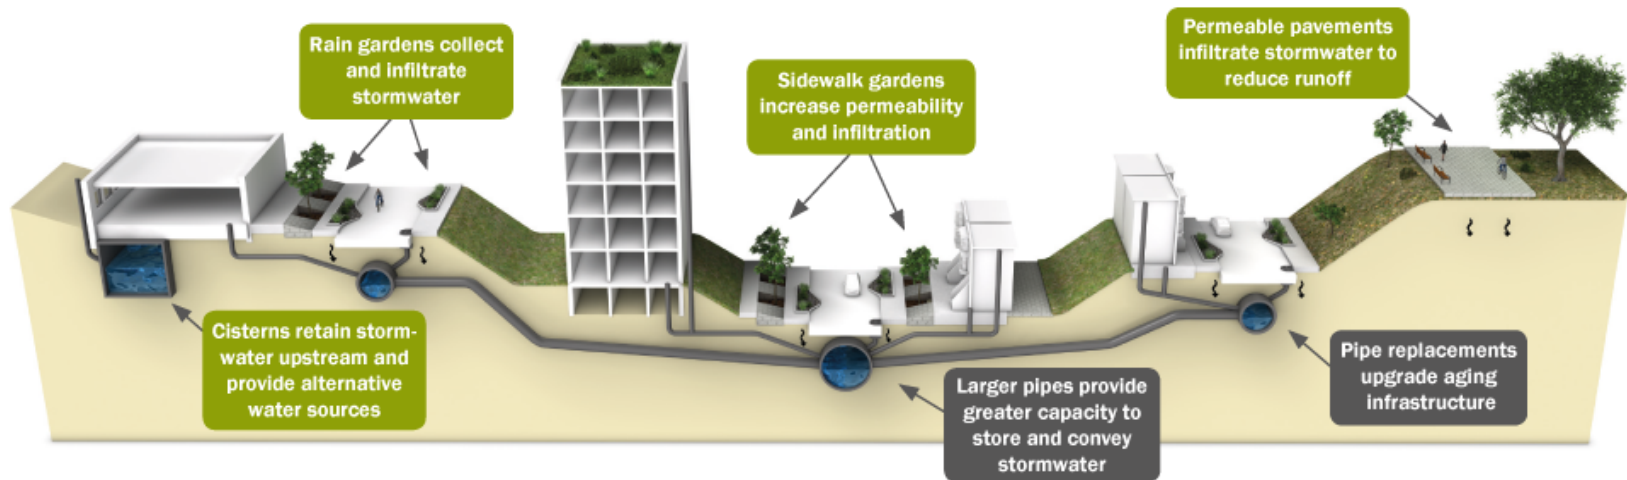 Rain gardens collect
and infiltrate
stormwater
Sidewalk gardens
increase permeability
and infiltration
Permeable pavements
infiltrate stormwater to
reduce runoff
Cisterns retain storm-
water upstream and
provide alternative
water sources
Larger pipes provide
greater capacity to
store and convey
stormwater
Pipe replacements
upgrade aging
infrastructure